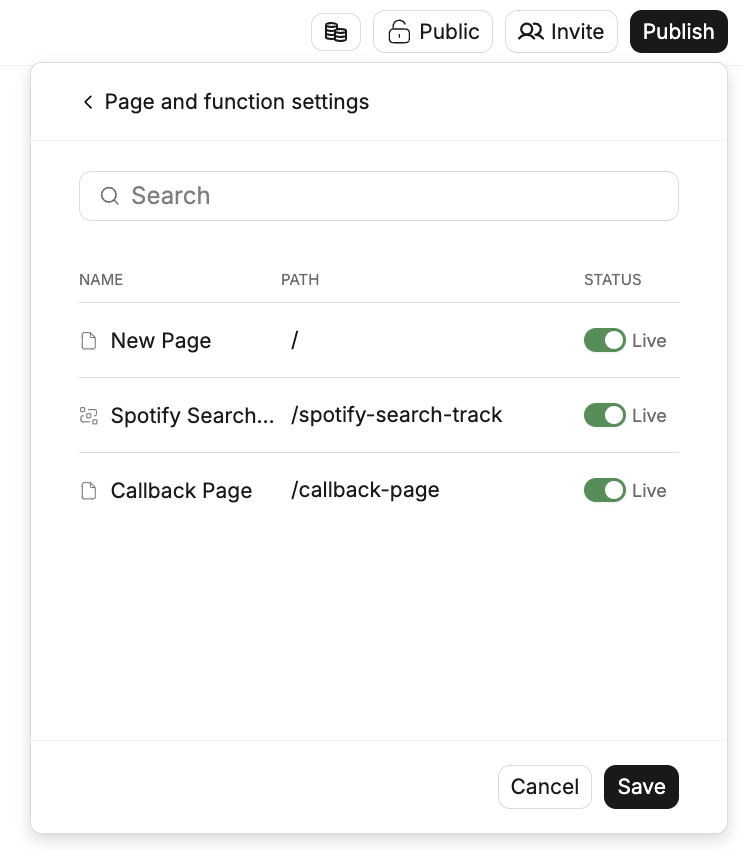 Public Invite Publish
Page and function settings
Search
NAME PATH STATUS
New Page / Live
Spotify Search... /spotify-search-track Live
Callback Page /callback-page Live
Cancel Save